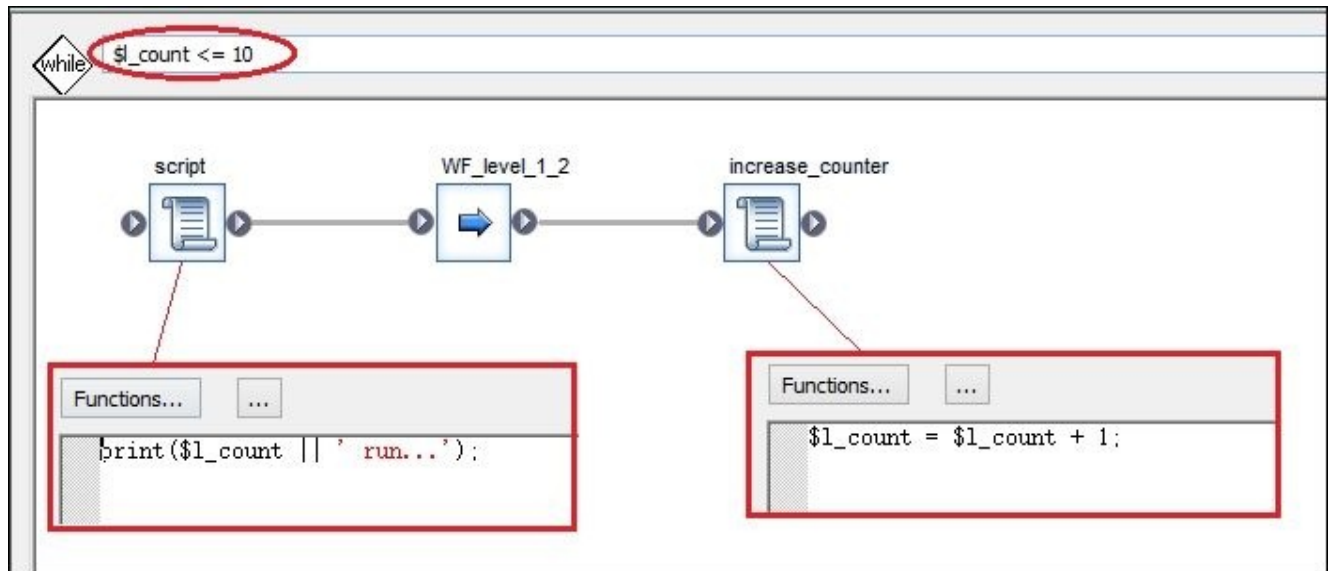 while
$l_count <= 10
script
WF_level_1_2
increase_counter
Functions...
...
print($l_count || ' run...');
Functions...
...
$l_count = $l_count + 1;